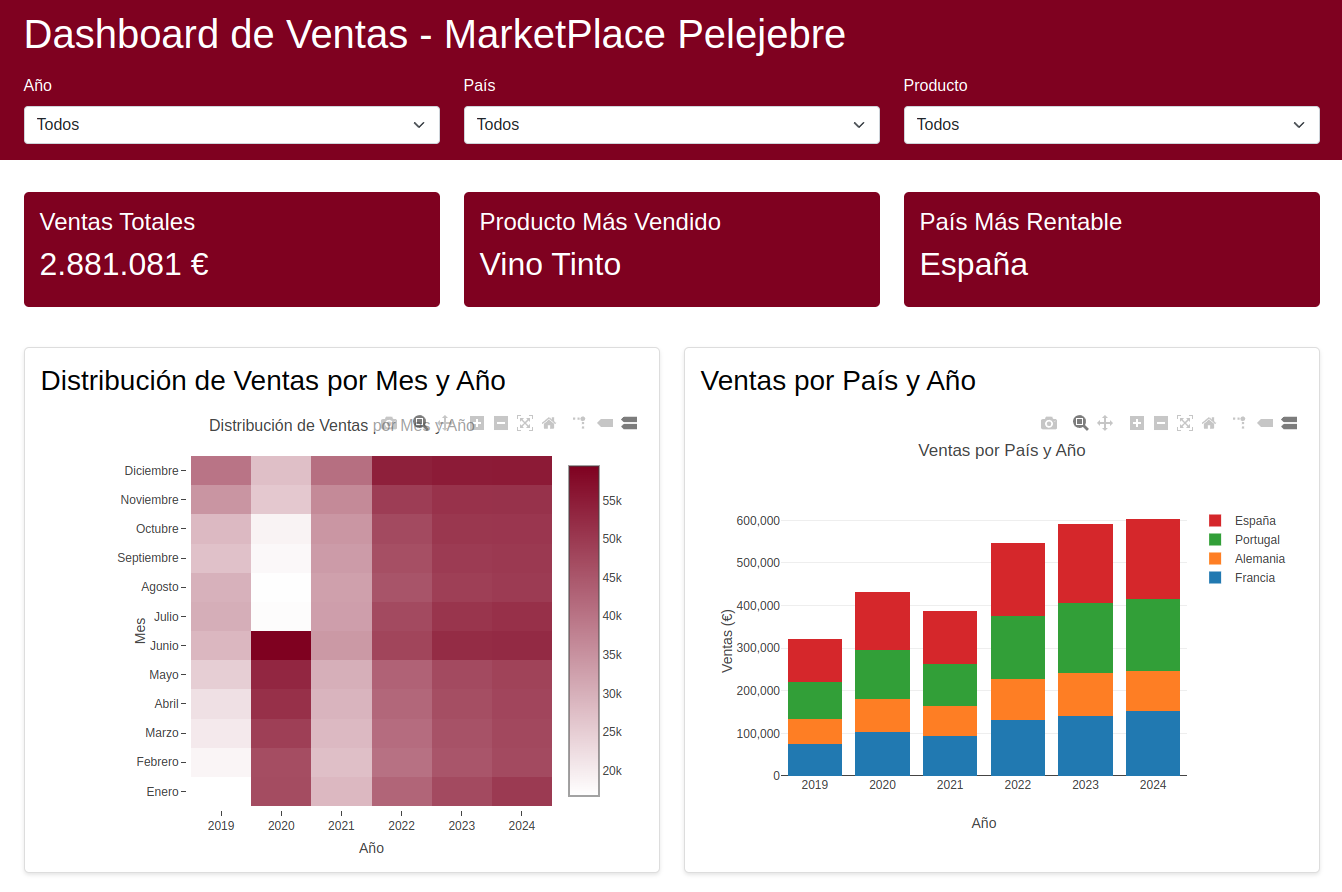 Dashboard de Ventas - MarketPlace Pelejebre
Año
País
Producto
Todos
Todos
Todos
Ventas Totales
2.881.081 €
Producto Más Vendido
Vino Tinto
País Más Rentable
España
Distribución de Ventas por Mes y Año
Distribución de Ventas por Mes y Año
Mes
Diciembre
Noviembre
Octubre
Septiembre
Agosto
Julio
Junio
Mayo
Abril
Marzo
Febrero
Enero
2019 2020 2021 2022 2023 2024
Año
55k
50k
45k
40k
35k
30k
25k
20k
Ventas por País y Año
Ventas por País y Año
Ventas (€)
600,000
500,000
400,000
300,000
200,000
100,000
0
2019 2020 2021 2022 2023 2024
Año
España
Portugal
Alemania
Francia